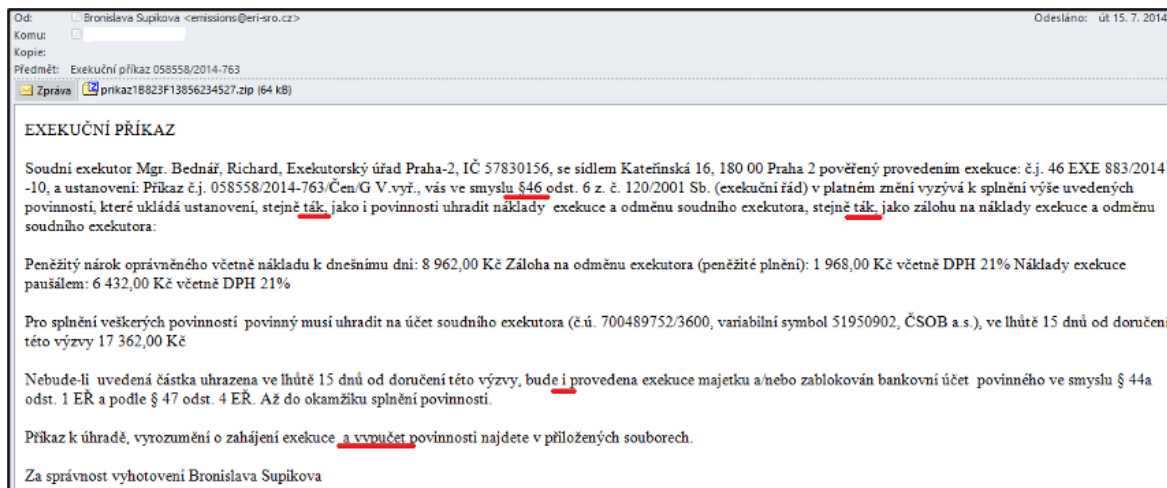 Od: Bronislava Supikova <emissions@eri-sro.cz> Odesláno: út 15. 7. 2014
Komu:
Kopie:
Předmět: Exekuční příkaz 058558/2014-763
Zpráva prikaz1B823F13856234527.zip (64 kB)
EXEKUČNÍ PŘÍKAZ
Soudní exekutor Mgr. Bednář, Richard, Exekutorský úřad Praha-2, IČ 57830156, se sídlem Kateřinská 16, 180 00 Praha 2 pověřený provedením exekuce: č.j. 46 EXE 883/2014
-10, a ustanovení: Příkaz č.j. 058558/2014-763/Čen/G V.vyř., vás ve smyslu §46 odst. 6 z. č. 120/2001 Sb. (exekuční řád) v platném znění vyzývá k splnění výše uvedených
povinností, které ukládá ustanovení, stejně ták, jako i povinnosti uhradit náklady exekuce a odměnu soudního exekutora, stejně ták, jako zálohu na náklady exekuce a odměnu
soudního exekutora:
Peněžitý nárok oprávněného včetně nákladu k dnešnímu dni: 8 962,00 Kč Záloha na odměnu exekutora (peněžité plnění): 1 968,00 Kč včetně DPH 21% Náklady exekuce
paušálem: 6 432,00 Kč včetně DPH 21%
Pro splnění veškerých povinností povinný musí uhradit na účet soudního exekutora (č.ú. 700489752/3600, variabilní symbol 51950902, ČSOB a.s.), ve lhůtě 15 dnů od doručení
této výzvy 17 362,00 Kč
Nebude-li uvedená částka uhrazena ve lhůtě 15 dnů od doručení této výzvy, bude i provedena exekuce majetku a/nebo zablokován bankovní účet povinného ve smyslu § 44a
odst. 1 EŘ a podle § 47 odst. 4 EŘ. Až do okamžiku splnění povinnosti.
Příkaz k úhradě, vyrozumění o zahájení exekuce a vypučet povinnosti najdete v přiložených souborech.
Za správnost vyhotovení Bronislava Supikova